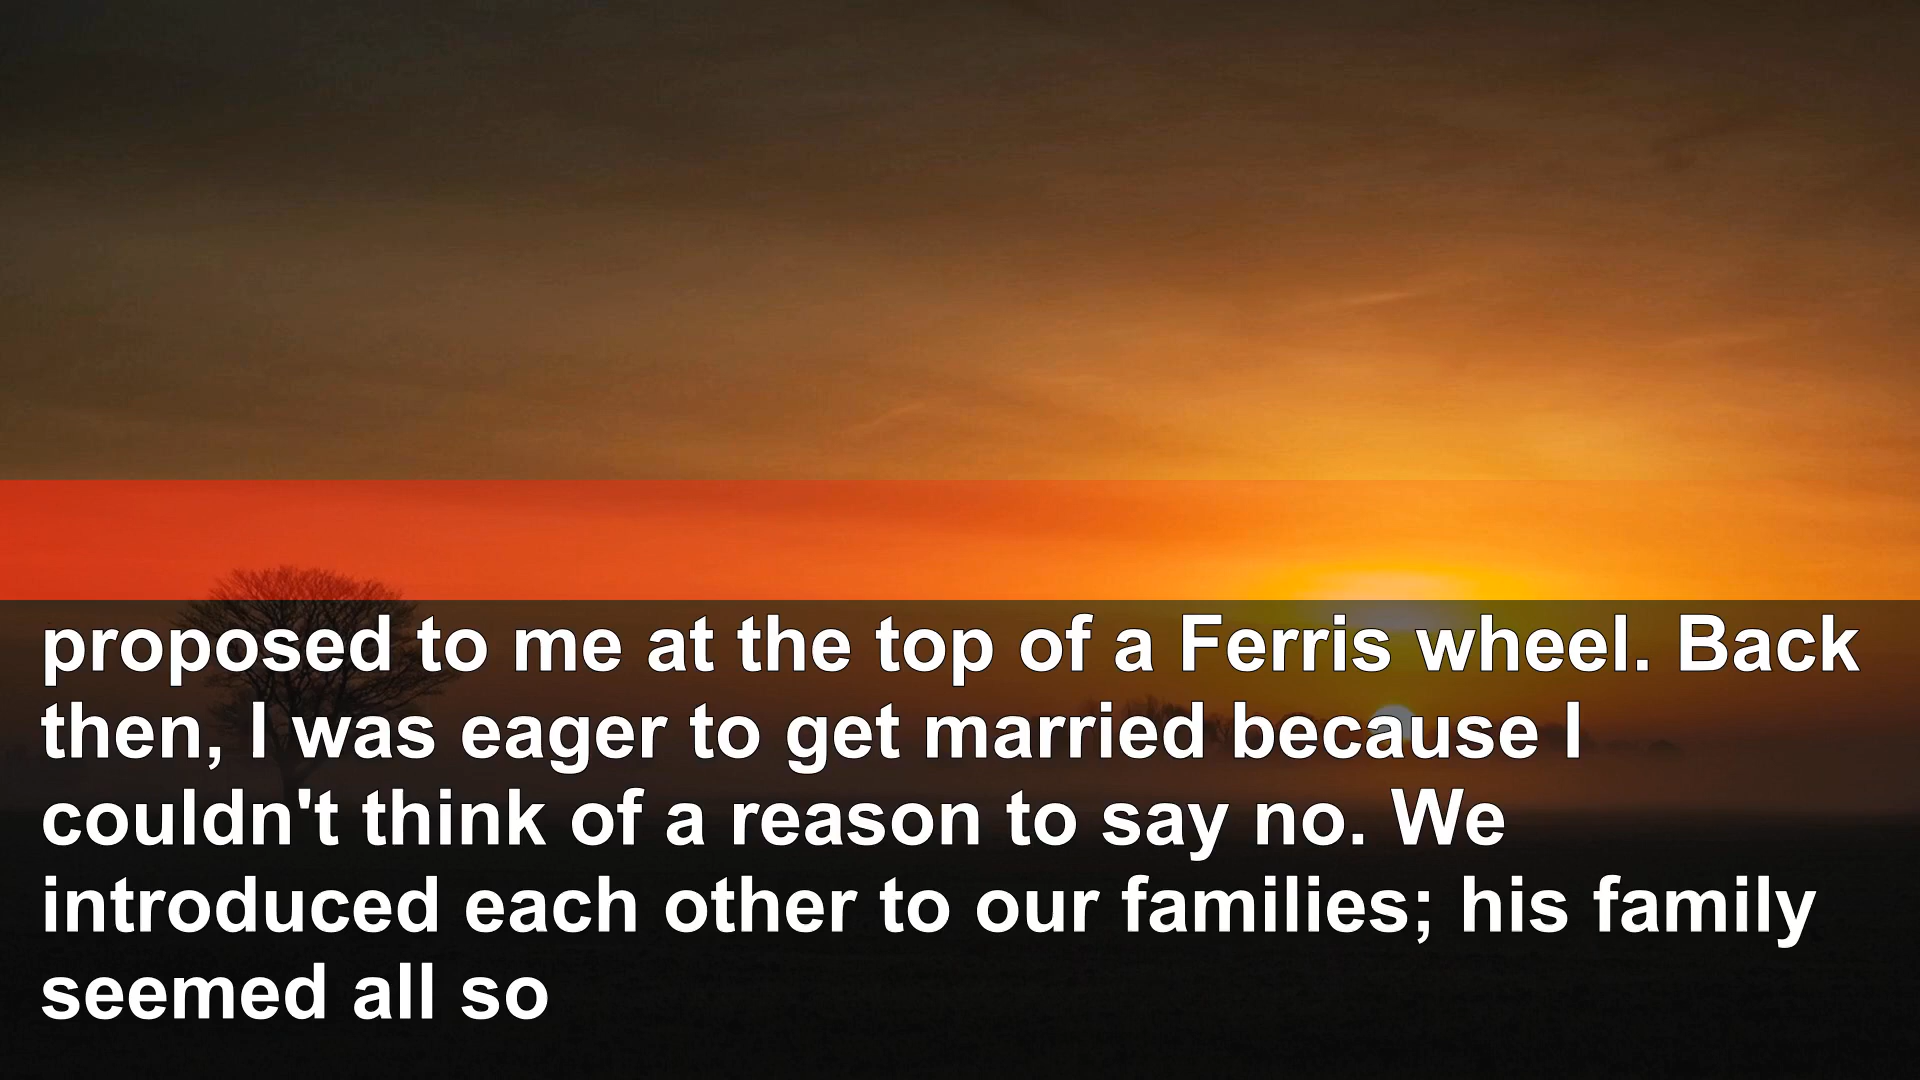 proposed to me at the top of a Ferris wheel. Back
then, I was eager to get married because I
couldn't think of a reason to say no. We
introduced each other to our families; his family
seemed all so